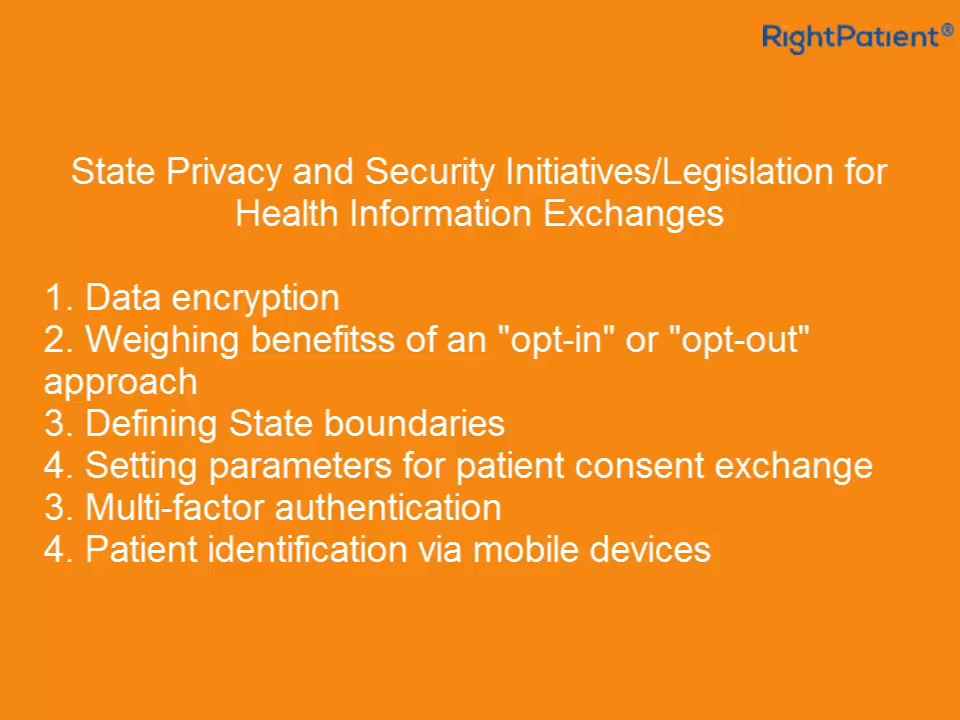 RightPatient®
State Privacy and Security Initiatives/Legislation for
Health Information Exchanges
1. Data encryption
2. Weighing benefitss of an "opt-in" or "opt-out"
approach
3. Defining State boundaries
4. Setting parameters for patient consent exchange
3. Multi-factor authentication
4. Patient identification via mobile devices